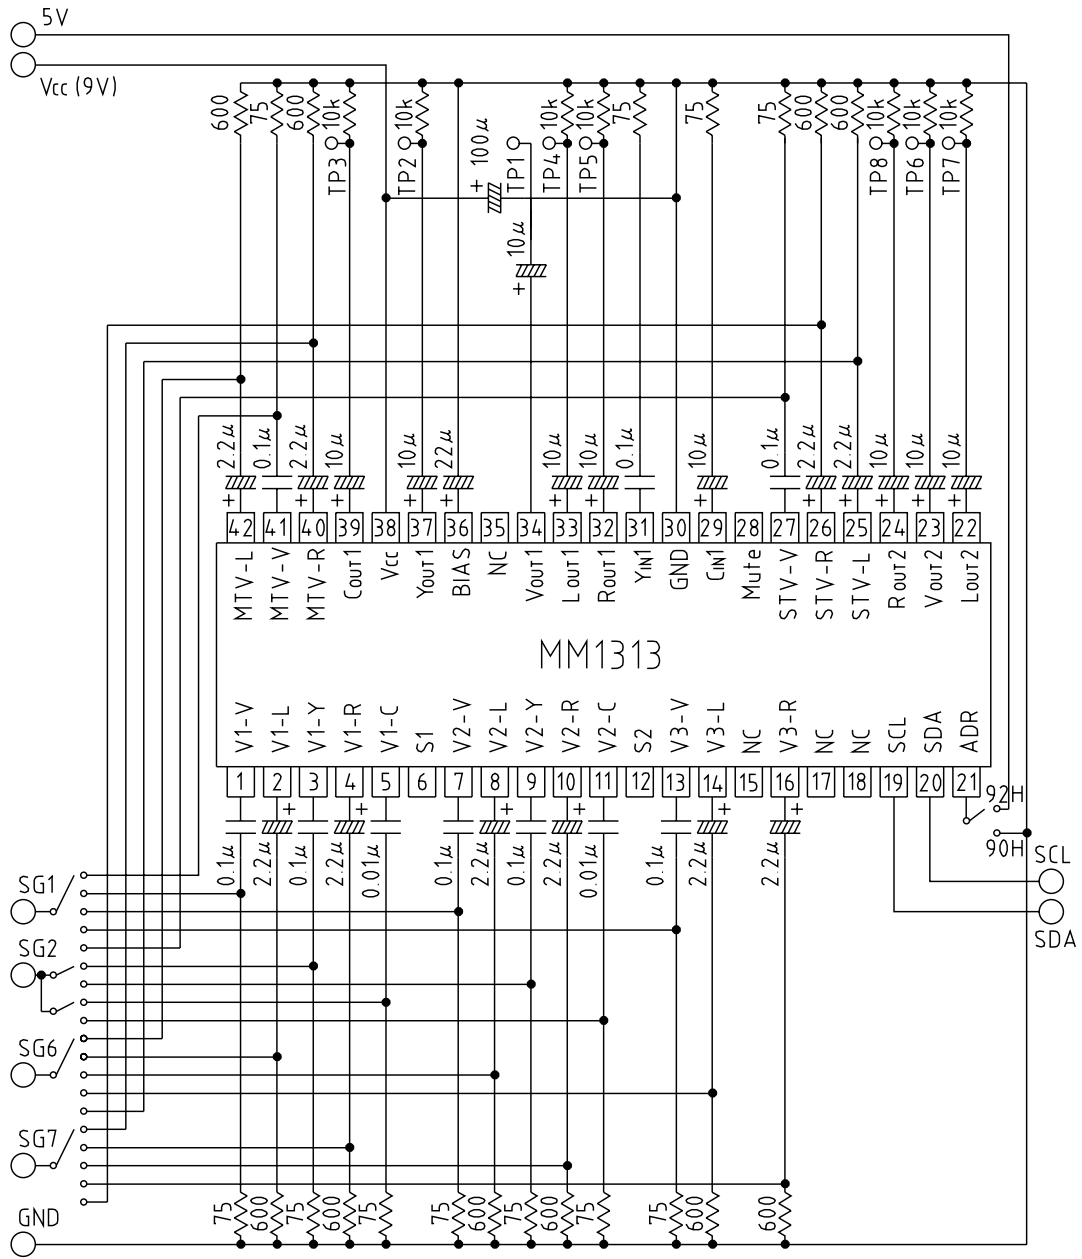 5V
Vcc (9V)
600
75
600
10k
10k
100μ
10k
75
75
75
600
600
10k
10k
10k
+
TP3
TP2
TP1
TP4
TP5
TP8
TP6
TP7
10μ
+
2.2μ
0.1μ
2.2μ
10μ
10μ
22μ
10μ
10μ
0.1μ
10μ
0.1μ
2.2μ
2.2μ
10μ
10μ
10μ
+ + + + + + + + + + + + + +
42 41 40 39 38 37 36 35 34 33 32 31 30 29 28 27 26 25 24 23 22
MTV-L
MTV-V
MTV-R
COUT1
Vcc
YOUT1
BIAS
NC
VOUT1
LOUT1
ROUT1
YIN1
GND
CIN1
Mute
STV-V
STV-R
STV-L
ROUT2
VOUT2
LOUT2
MM1313
V1-V
V1-L
V1-Y
V1-R
V1-C
S1
V2-V
V2-L
V2-Y
V2-R
V2-C
S2
V3-V
V3-L
NC
V3-R
NC
NC
SCL
SDA
ADR
1 2 3 4 5 6 7 8 9 10 11 12 13 14 15 16 17 18 19 20 21
92H
+ + + + + +
0.1μ
2.2μ
0.1μ
2.2μ
0.01μ
0.1μ
2.2μ
0.1μ
2.2μ
0.01μ
0.1μ
2.2μ
2.2μ
90H
SCL
SG1
SDA
SG2
SG6
SG7
75
600
75
600
75
75
600
75
600
75
75
600
600
GND